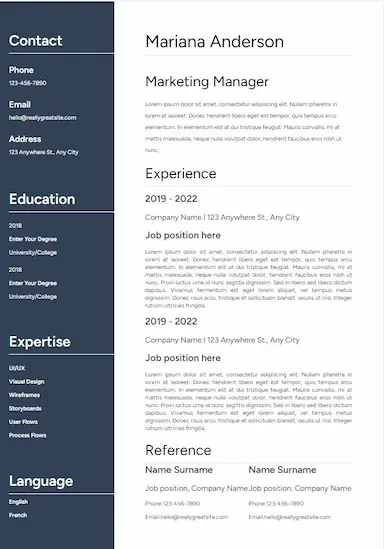 Contact
Phone
123-456-7890
Email
hello@reallygreatsite.com
Address
123 Anywhere St., Any City
Education
2018
Enter Your Degree
University/College
2018
Enter Your Degree
University/College
Expertise
UI/UX
Visual Design
Wireframes
Storyboards
User Flows
Process Flows
Language
English
French
Mariana Anderson
Marketing Manager
Lorem ipsum dolor sit amet, consectetur adipiscing elit. Nullam pharetra in
lorem at laoreet. Donec hendrerit libero eget est tempor, quis tempus arcu
elementum. In elementum elit at dui tristique feugiat. Mauris convallis, mi at
mattis malesuada, neque nulla volutpat dolor, hendrerit faucibus eros nibh ut
nunc.
Experience
2019 - 2022
Company Name l 123 Anywhere St., Any City
Job position here
Lorem ipsum dolor sit amet, consectetur adipiscing elit. Nullam pharetra in
lorem at laoreet. Donec hendrerit libero eget est tempor, quis tempus arcu
elementum. In elementum elit at dui tristique feugiat. Mauris convallis, mi at
mattis malesuada, neque nulla volutpat dolor, hendrerit faucibus eros nibh ut
nunc. Proin luctus urna id nunc sagittis dignissim. Sed in libero sed libero
dapibus. Vivamus fermentum est eget lorem aliquet, vel tempus metus
dignissim. Donec risus arcu, tristique et sollicitudin blandit, iaculis ut nisl. Integer
rutrum ultricies fringilla.
2019 - 2022
Company Name l 123 Anywhere St., Any City
Job position here
Lorem ipsum dolor sit amet, consectetur adipiscing elit. Nullam pharetra in
lorem at laoreet. Donec hendrerit libero eget est tempor, quis tempus arcu
elementum. In elementum elit at dui tristique feugiat. Mauris convallis, mi at
mattis malesuada, neque nulla volutpat dolor, hendrerit faucibus eros nibh ut
nunc. Proin luctus urna id nunc sagittis dignissim. Sed in libero sed libero
dapibus. Vivamus fermentum est eget lorem aliquet, vel tempus metus
dignissim. Donec risus arcu, tristique et sollicitudin blandit, iaculis ut nisl. Integer
rutrum ultricies fringilla.
Reference
Name Surname Name Surname
Job position, Company Name Job position, Company Name
Phone:123-456-7890 Phone:123-456-7890
Email:hello@reallygreatsite Email:hello@reallygreatsite